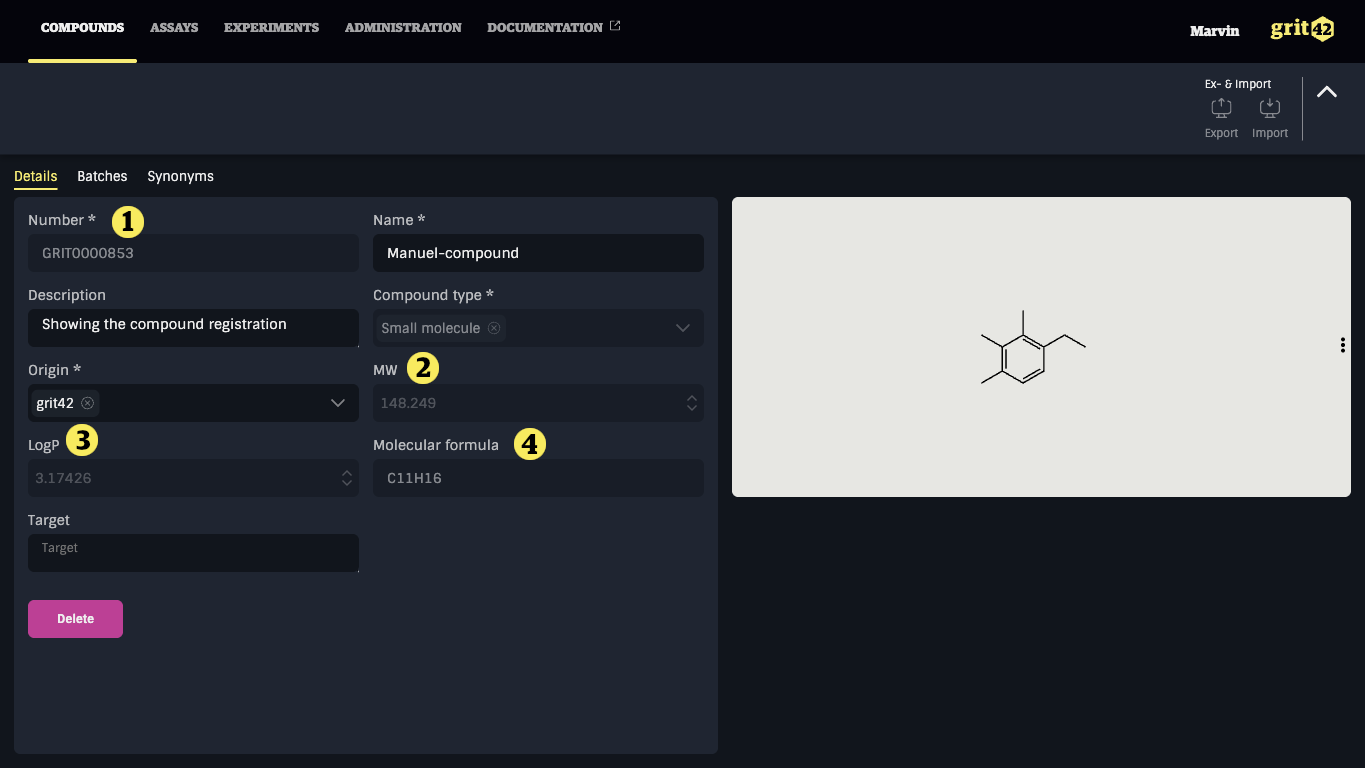 COMPOUNDS ASSAYS EXPERIMENTS ADMINISTRATION DOCUMENTATION Marvin grit42
Ex- & Import
Export Import
Details Batches Synonyms
Number * 1 Name *
GRIT0000853 Manuel-compound
Description Compound type *
Showing the compound registration Small molecule
Origin * MW 2
grit42 148.249
LogP 3 Molecular formula 4
3.17426 C11H16
Target
Target
Delete